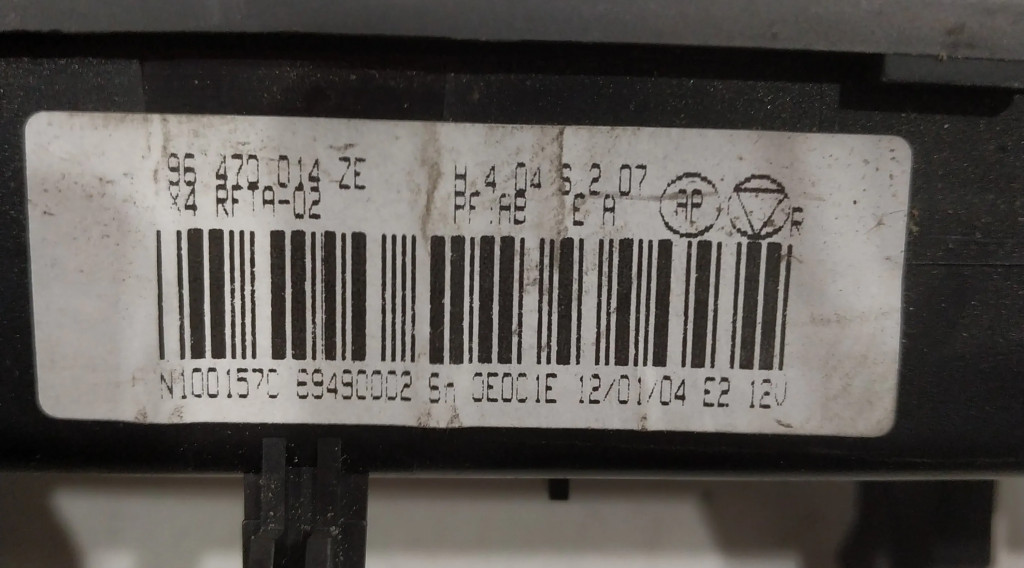 96 470 014 ZE H.4.04 S.2.07
X4 RFTA-02 PF:AB E A AP R
N100157C 69490002 Sn 0E0C1E 12/01/04 E2 12V